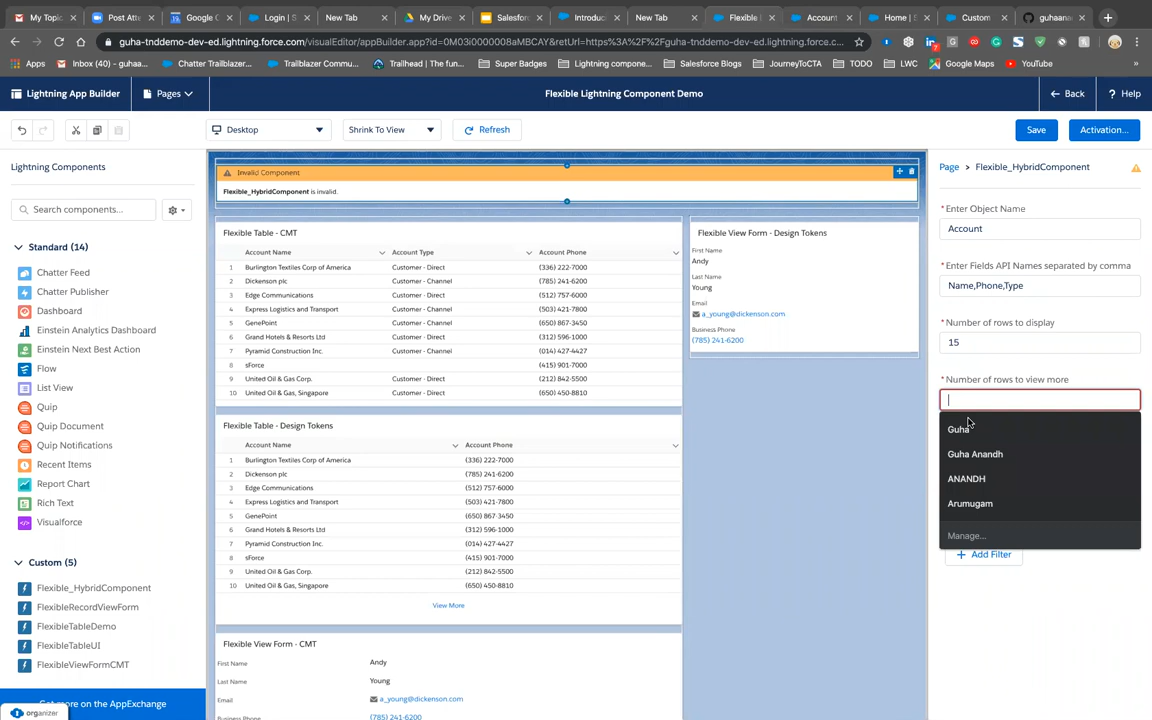 My Topic
Post Atte
Google C
Login | S
New Tab
My Drive
Salesforc
Introduc
New Tab
Flexible L
Account
Home | S
Custom
guhaana
guha-tnddemo-dev-ed.lightning.force.com/visualEditor/appBuilder.app?id=0M03i0000008aMBCAY&retUrl=https%3A%2F%2Fguha-tnddemo-dev-ed.lightning.force.com%2...
Apps
Inbox (40) - guhaa...
Chatter Trailblazer...
Trailblazer Commu...
Trailhead | The fun...
Super Badges
Lightning compone...
Salesforce Blogs
JourneyToCTA
TODO
LWC
Google Maps
YouTube
»
Lightning App Builder
Pages
Flexible Lightning Component Demo
Back
? Help
Desktop
Shrink To View
Refresh
Save
Activation...
Lightning Components
Search components...
Standard (14)
Chatter Feed
Chatter Publisher
Dashboard
Einstein Analytics Dashboard
Einstein Next Best Action
Flow
List View
Quip
Quip Document
Quip Notifications
Recent Items
Report Chart
Rich Text
Visualforce
Custom (5)
Flexible_HybridComponent
FlexibleRecordViewForm
FlexibleTableDemo
FlexibleTableUI
FlexibleViewFormCMT
Get more on the AppExchange
organizer
Invalid Component
Flexible_HybridComponent is invalid.
Flexible Table - CMT
Account Name Account Type Account Phone
1 Burlington Textiles Corp of America Customer - Direct (336) 222-7000
2 Dickenson plc Customer - Channel (785) 241-6200
3 Edge Communications Customer - Direct (512) 757-6000
4 Express Logistics and Transport Customer - Channel (503) 421-7800
5 GenePoint Customer - Channel (650) 867-3450
6 Grand Hotels & Resorts Ltd Customer - Direct (312) 596-1000
7 Pyramid Construction Inc. Customer - Channel (014) 427-4427
8 sForce (415) 901-7000
9 United Oil & Gas Corp. Customer - Direct (212) 842-5500
10 United Oil & Gas, Singapore Customer - Direct (650) 450-8810
Flexible Table - Design Tokens
Account Name Account Phone
1 Burlington Textiles Corp of America (336) 222-7000
2 Dickenson plc (785) 241-6200
3 Edge Communications (512) 757-6000
4 Express Logistics and Transport (503) 421-7800
5 GenePoint (650) 867-3450
6 Grand Hotels & Resorts Ltd (312) 596-1000
7 Pyramid Construction Inc. (014) 427-4427
8 sForce (415) 901-7000
9 United Oil & Gas Corp. (212) 842-5500
10 United Oil & Gas, Singapore (650) 450-8810
View More
Flexible View Form - CMT
First Name Andy
Last Name Young
Email a_young@dickenson.com
Business Phone (785) 241-6200
Flexible View Form - Design Tokens
First Name
Andy
Last Name
Young
Email
a_young@dickenson.com
Business Phone
(785) 241-6200
Page > Flexible_HybridComponent
*Enter Object Name
Account
*Enter Fields API Names separated by comma
Name,Phone,Type
*Number of rows to display
15
*Number of rows to view more
Guha
Guha Anandh
ANANDH
Arumugam
Manage...
+ Add Filter